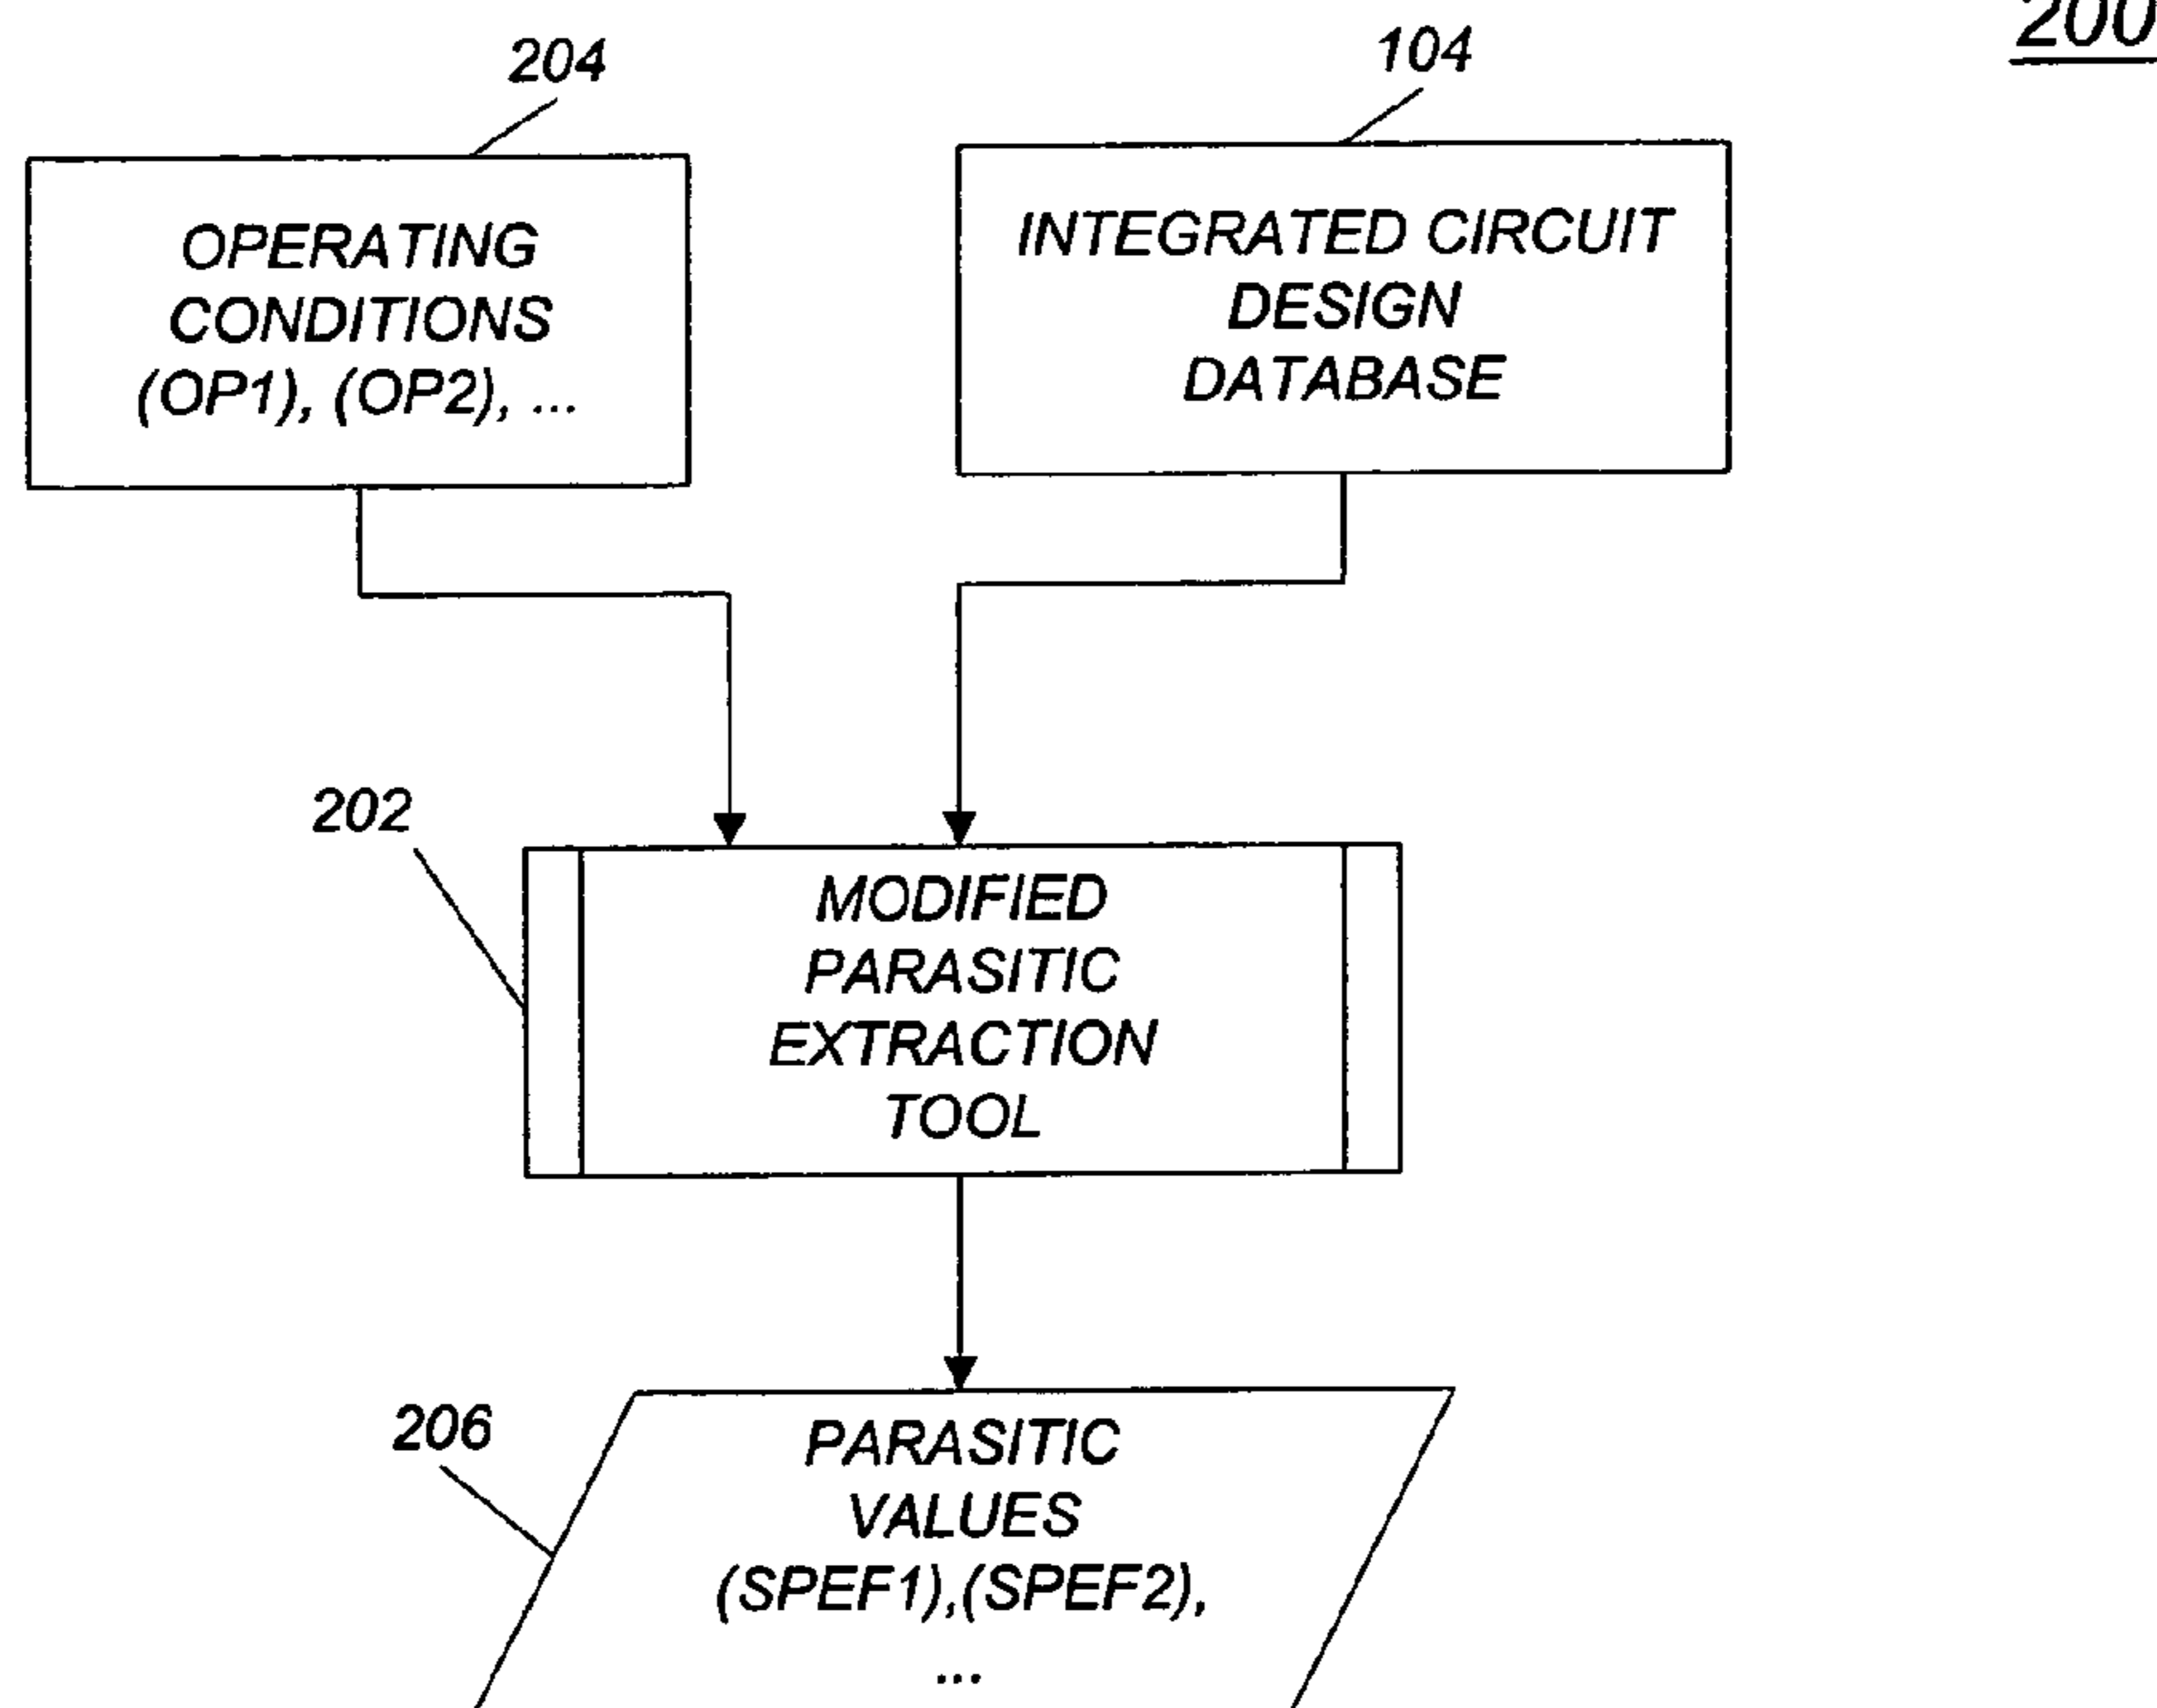 200
204
104
OPERATING
CONDITIONS
(OP1), (OP2), ...
INTEGRATED CIRCUIT
DESIGN
DATABASE
202
MODIFIED
PARASITIC
EXTRACTION
TOOL
206
PARASITIC
VALUES
(SPEF1),(SPEF2),
...